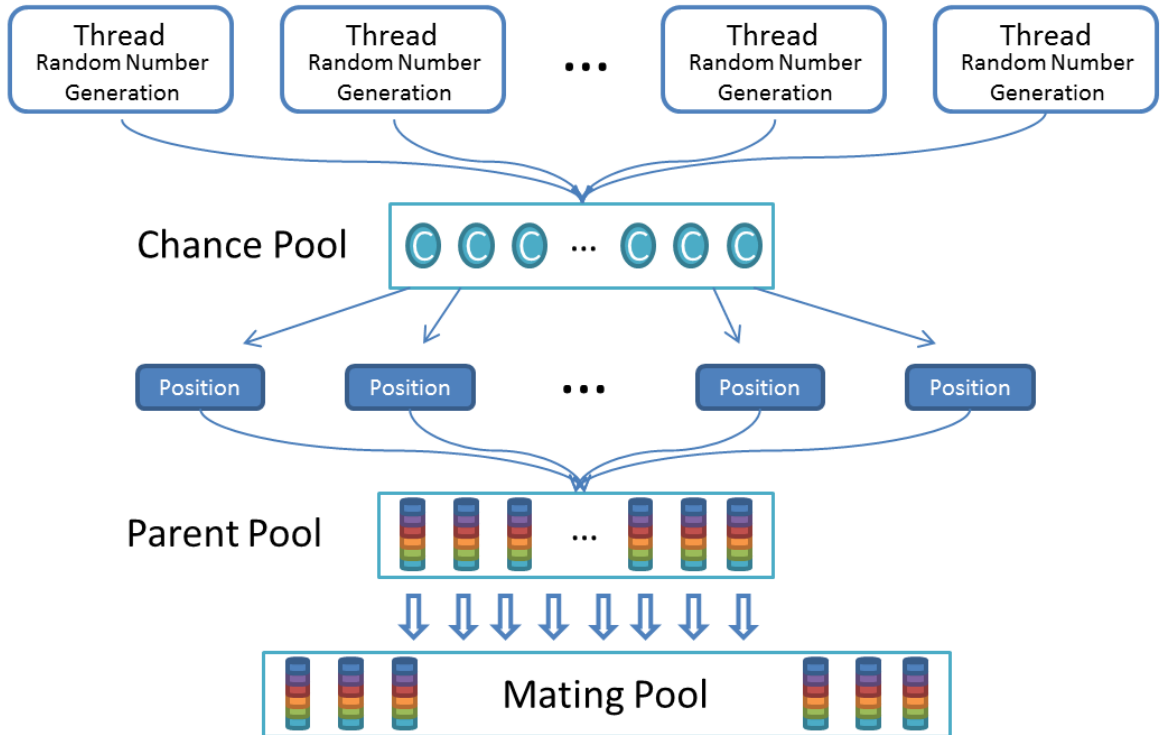 Thread
Random Number
Generation
Thread
Random Number
Generation
...
Thread
Random Number
Generation
Thread
Random Number
Generation
Chance Pool
C C C ... C C C
Position
Position
...
Position
Position
Parent Pool
...
Mating Pool